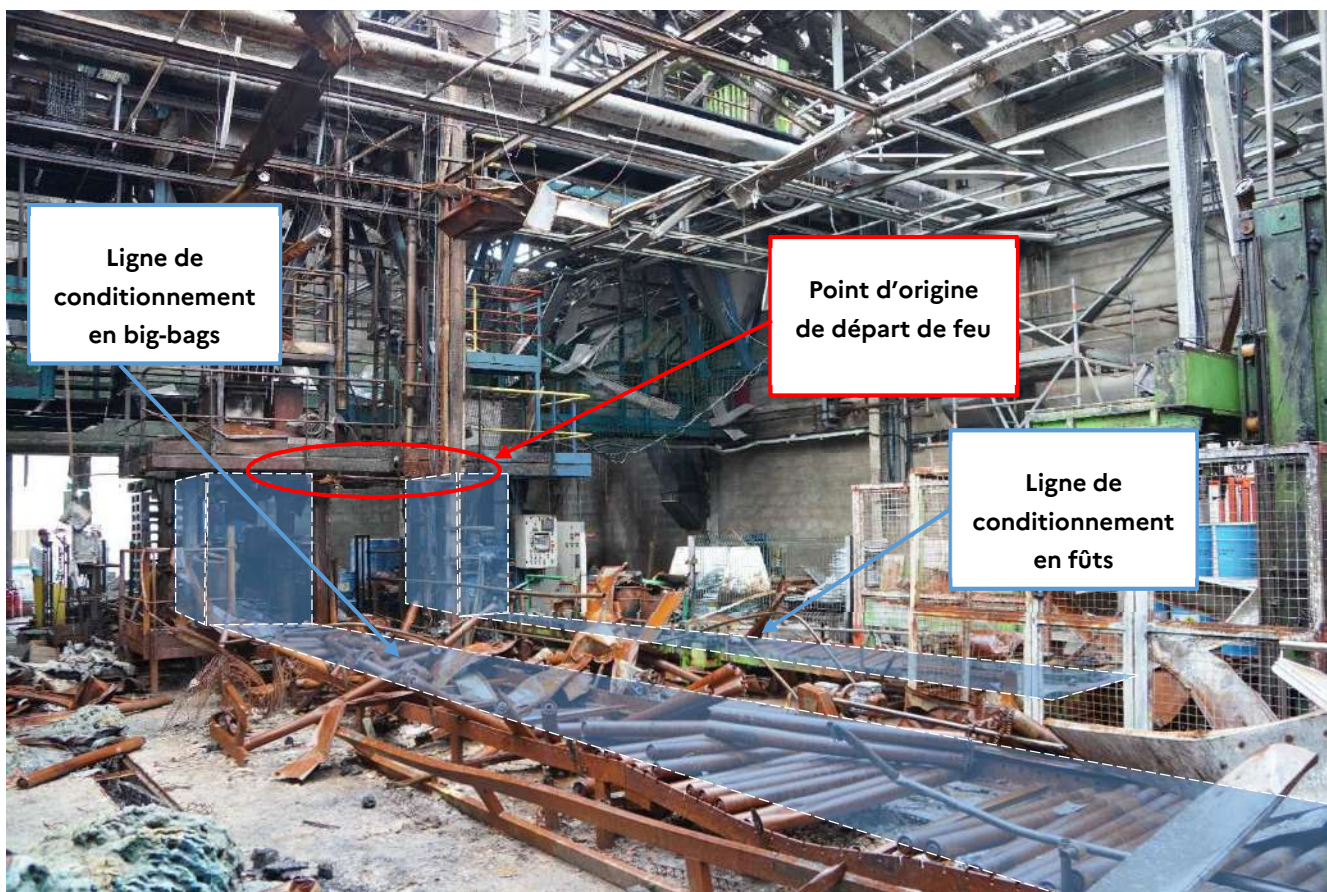 Ligne de
conditionnement
en big-bags
Point d’origine
de départ de feu
Ligne de
conditionnement
en fûts